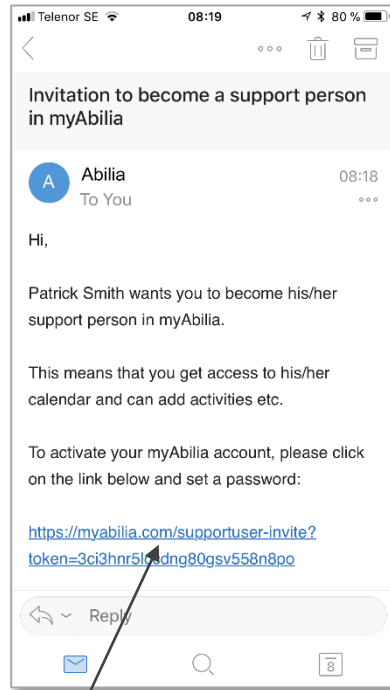 Telenor SE 08:19 80 %
Invitation to become a support person
in myAbilia
A Abilia 08:18
To You
Hi,
Patrick Smith wants you to become his/her
support person in myAbilia.
This means that you get access to his/her
calendar and can add activities etc.
To activate your myAbilia account, please click
on the link below and set a password:
https://myabilia.com/supportuser-invite?
Reply
8